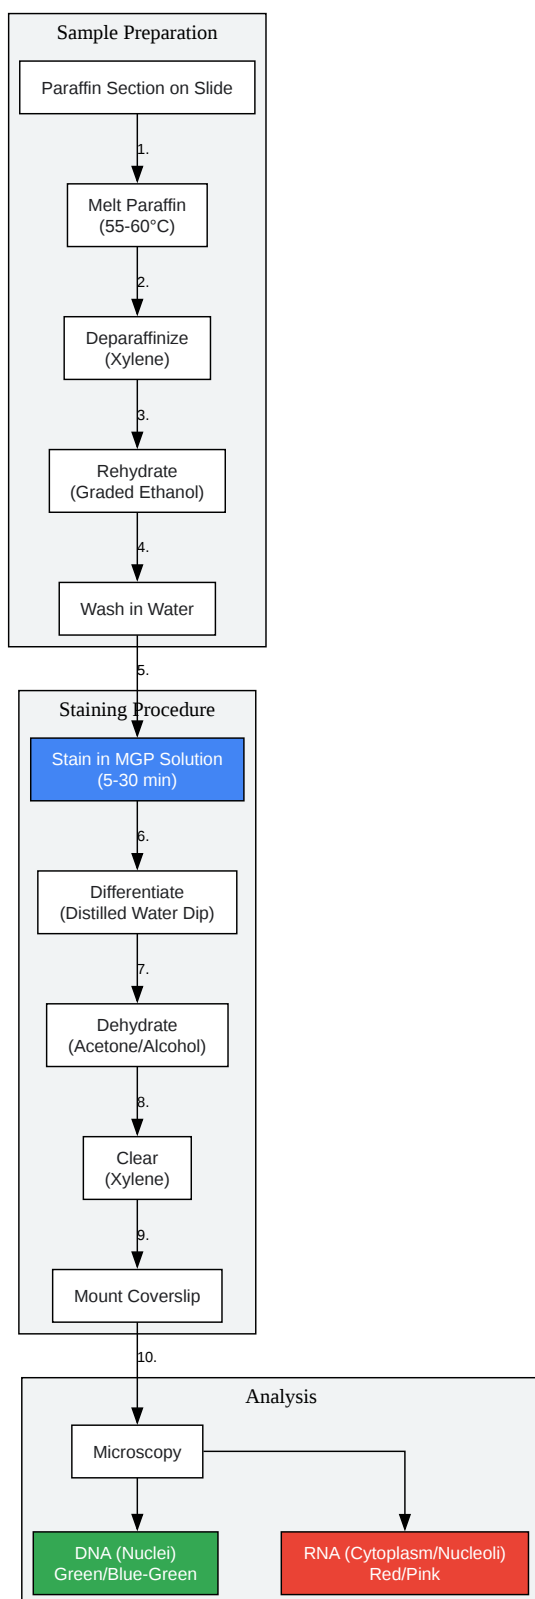 Sample Preparation
Paraffin Section on Slide
1.
Melt Paraffin
(55-60°C)
2.
Deparaffinize
(Xylene)
3.
Rehydrate
(Graded Ethanol)
4.
Wash in Water
5.
Staining Procedure
Stain in MGP Solution
(5-30 min)
6.
Differentiate
(Distilled Water Dip)
7.
Dehydrate
(Acetone/Alcohol)
8.
Clear
(Xylene)
9.
Mount Coverslip
10.
Analysis
Microscopy
DNA (Nuclei)
Green/Blue-Green
RNA (Cytoplasm/Nucleoli)
Red/Pink